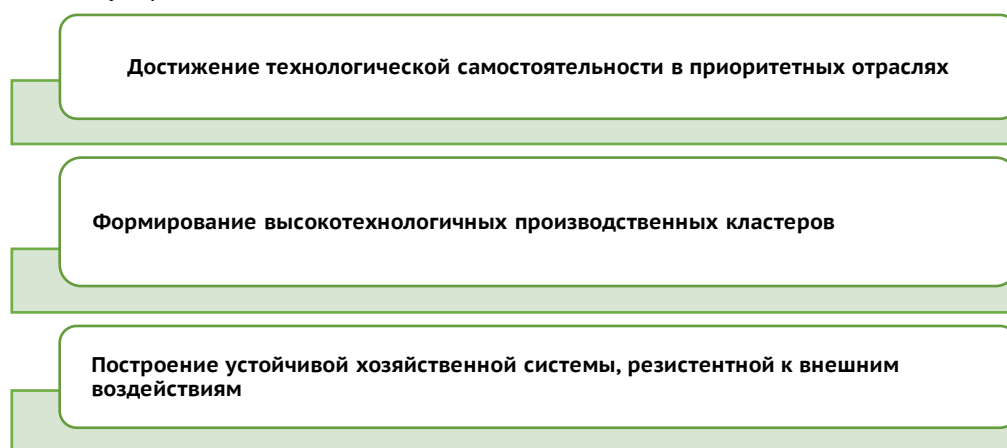 Достижение технологической самостоятельности в приоритетных отраслях
Формирование высокотехнологичных производственных кластеров
Построение устойчивой хозяйственной системы, резистентной к внешним
воздействиям